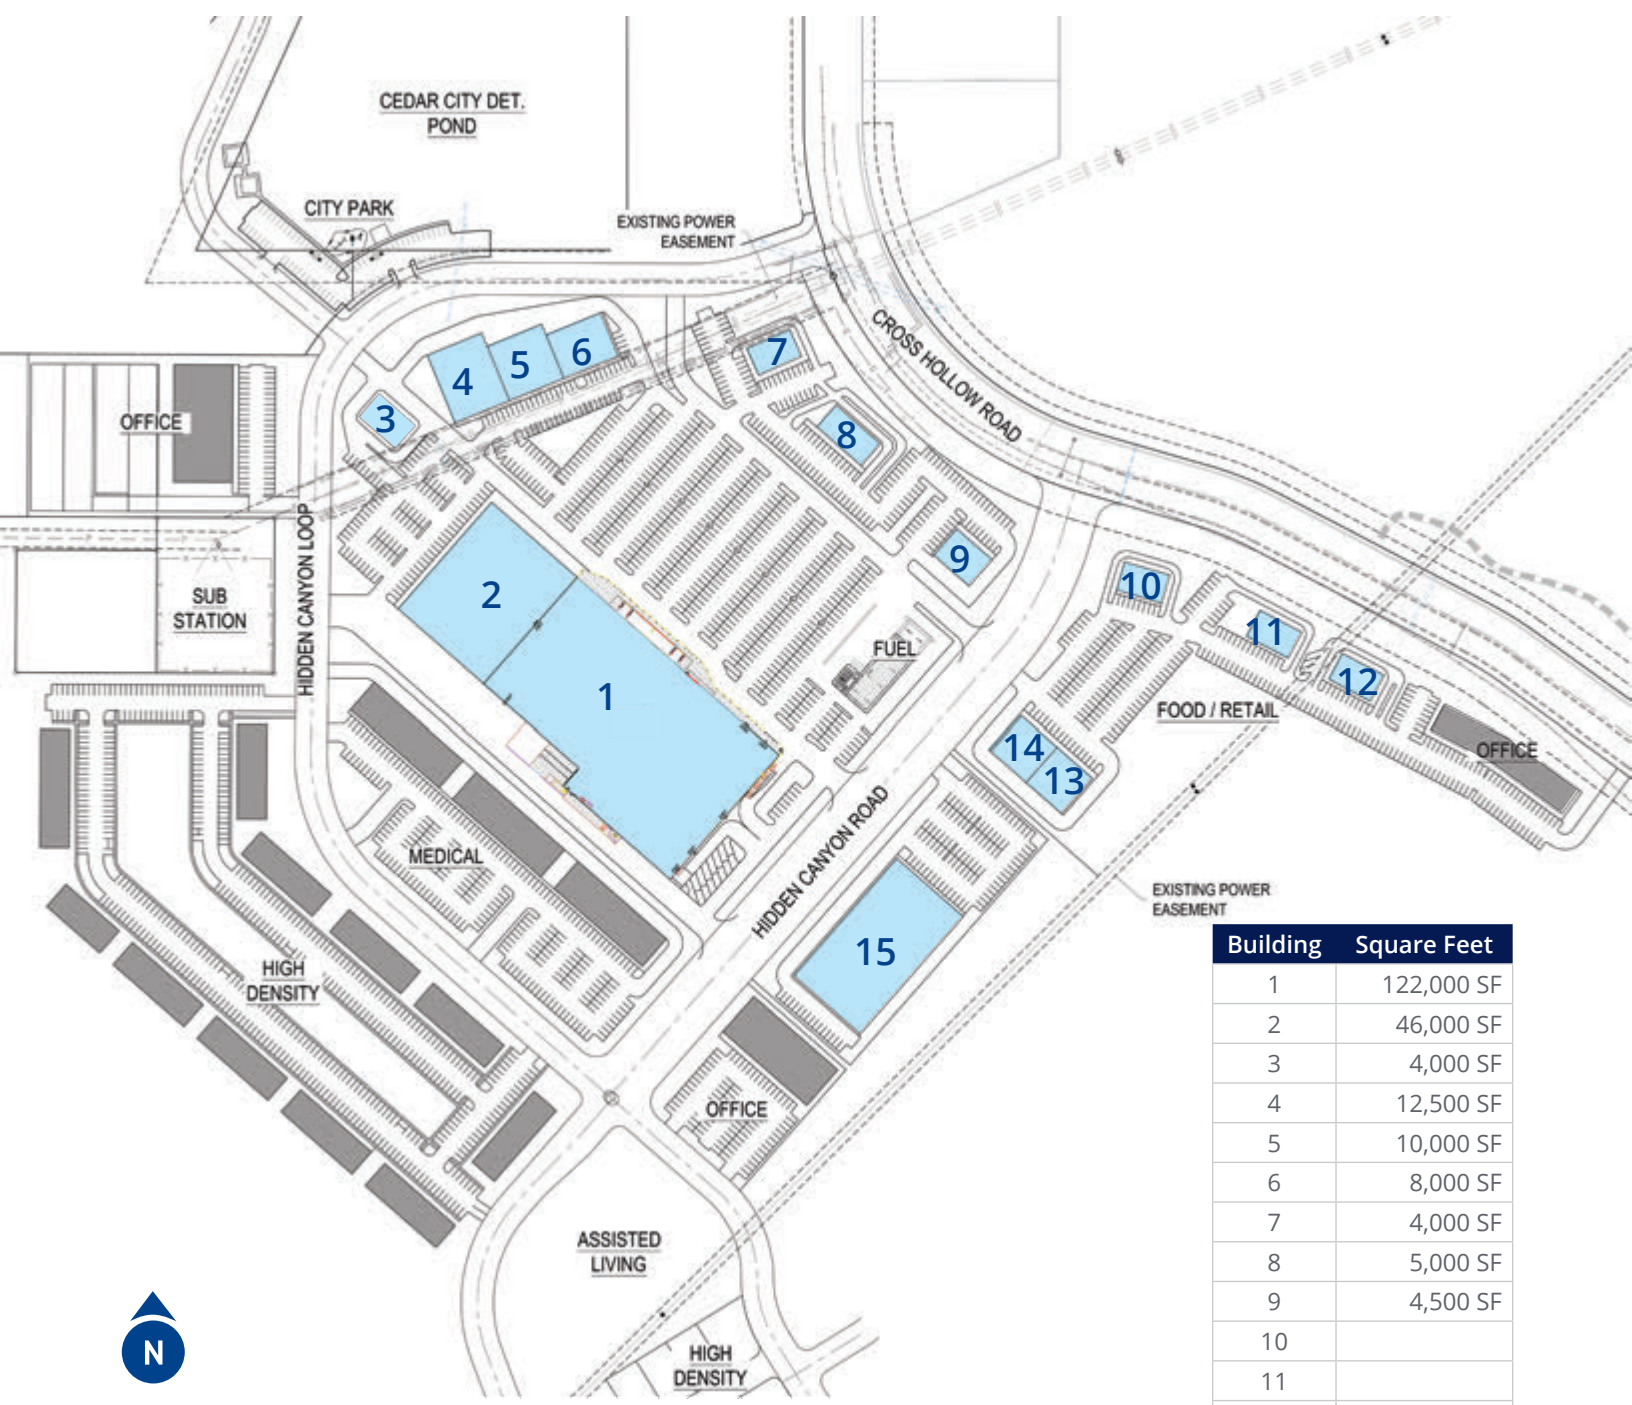 CEDAR CITY DET.
POND
CITY PARK
EXISTING POWER
EASEMENT
CROSS HOLLOW ROAD
3
4
5
6
7
8
9
OFFICE
HIDDEN CANYON LOOP
SUB
STATION
2
1
FUEL
10
11
12
FOOD / RETAIL
OFFICE
14
13
HIDDEN CANYON ROAD
MEDICAL
EXISTING POWER
EASEMENT
15
HIGH
DENSITY
OFFICE
ASSISTED
LIVING
HIGH
DENSITY
N
Building Square Feet
1 122,000 SF
2 46,000 SF
3 4,000 SF
4 12,500 SF
5 10,000 SF
6 8,000 SF
7 4,000 SF
8 5,000 SF
9 4,500 SF
10
11